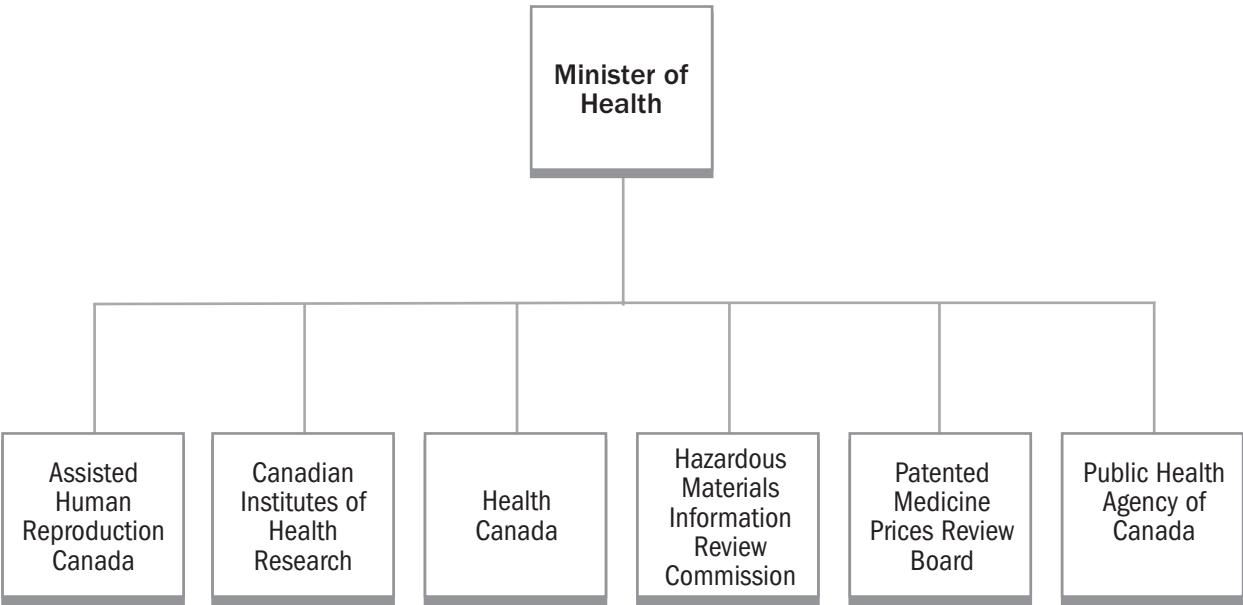 Minister of
Health
Assisted
Human
Reproduction
Canada
Canadian
Institutes of
Health
Research
Health
Canada
Hazardous
Materials
Information
Review
Commission
Patented
Medicine
Prices Review
Board
Public Health
Agency of
Canada